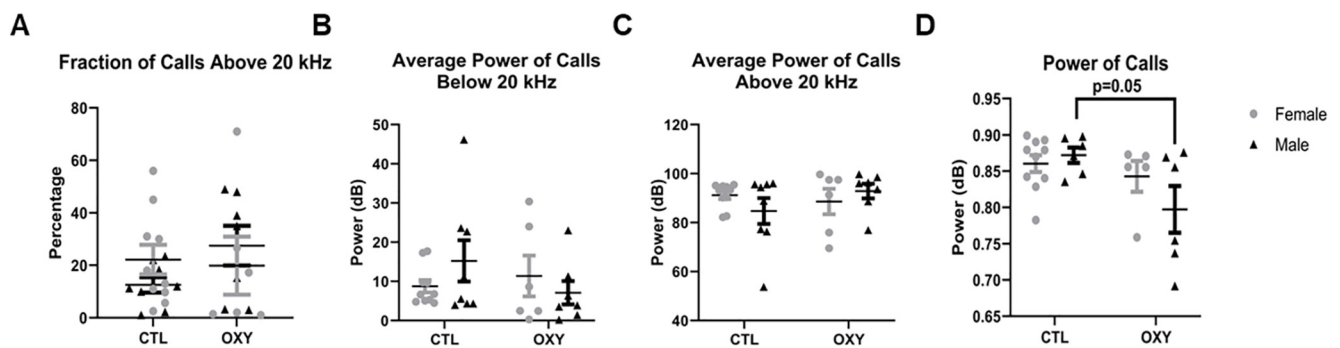 A
Fraction of Calls Above 20 kHz
Percentage
80
60
40
20
0
CTL
OXY
B
Average Power of Calls
Below 20 kHz
Power (dB)
50
40
30
20
10
0
CTL
OXY
C
Average Power of Calls
Above 20 kHz
Power (dB)
120
100
80
60
40
CTL
OXY
D
Power of Calls
p=0.05
Power (dB)
0.95
0.90
0.85
0.80
0.75
0.70
0.65
CTL
OXY
Female
Male